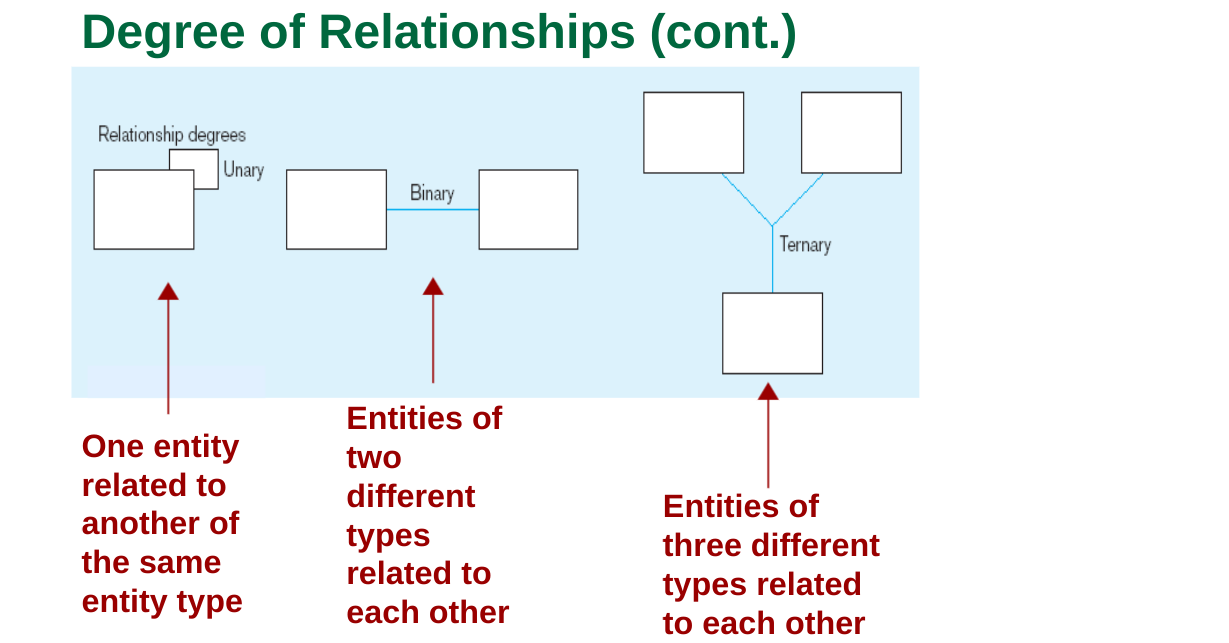 Degree of Relationships (cont.)
Relationship degrees
Unary
Binary
Ternary
One entity
related to
another of
the same
entity type
Entities of
two
different
types
related to
each other
Entities of
three different
types related
to each other